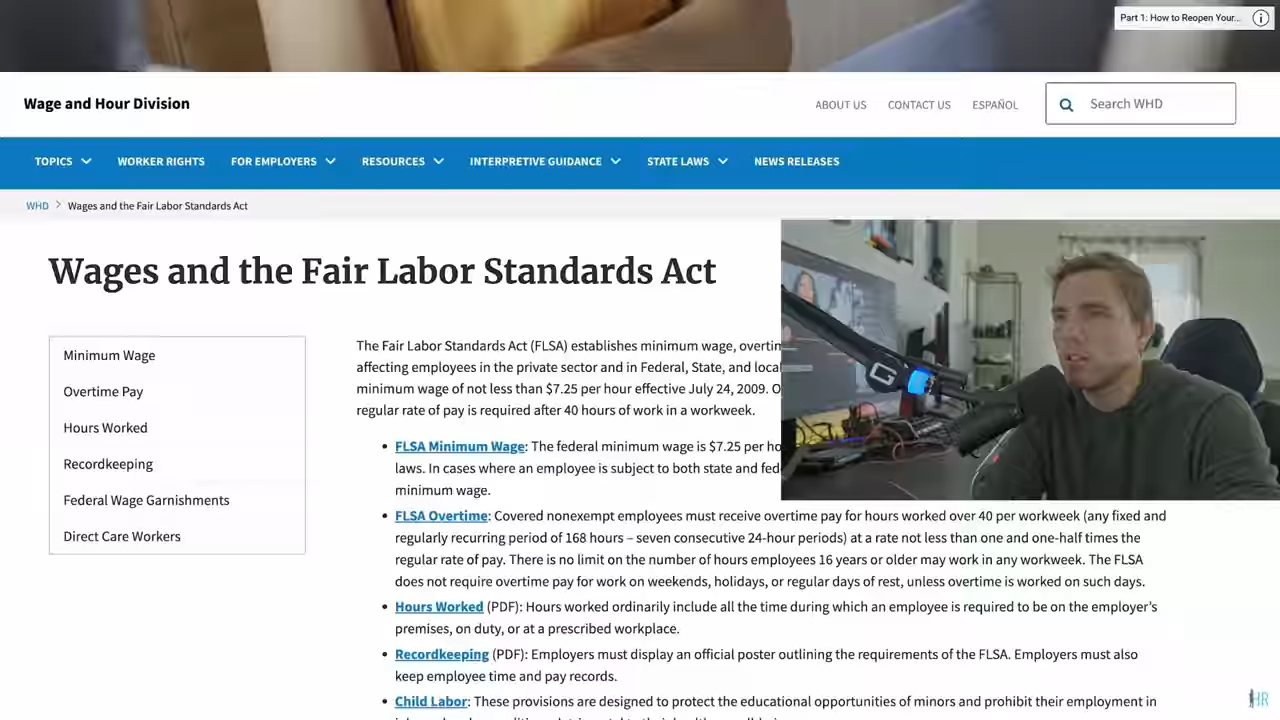 Part 1: How to Reopen Your...
Wage and Hour Division
ABOUT US
CONTACT US
ESPAÑOL
Search WHD
TOPICS
WORKER RIGHTS
FOR EMPLOYERS
RESOURCES
INTERPRETIVE GUIDANCE
STATE LAWS
NEWS RELEASES
WHD > Wages and the Fair Labor Standards Act
Wages and the Fair Labor Standards Act
Minimum Wage
Overtime Pay
Hours Worked
Recordkeeping
Federal Wage Garnishments
Direct Care Workers
The Fair Labor Standards Act (FLSA) establishes minimum wage,
affecting employees in the private sector and in Federal, State, and
minimum wage of not less than $7.25 per hour effective July 24, 2009.
regular rate of pay is required after 40 hours of work in a workweek.
• FLSA Minimum Wage: The federal minimum wage is $7.25 per
laws. In cases where an employee is subject to both state and
minimum wage.
• FLSA Overtime: Covered nonexempt employees must receive overtime pay for hours worked over 40 per workweek (any fixed and
regularly recurring period of 168 hours – seven consecutive 24-hour periods) at a rate not less than one and one-half times the
regular rate of pay. There is no limit on the number of hours employees 16 years or older may work in any workweek. The FLSA
does not require overtime pay for work on weekends, holidays, or regular days of rest, unless overtime is worked on such days.
• Hours Worked (PDF): Hours worked ordinarily include all the time during which an employee is required to be on the employer’s
premises, on duty, or at a prescribed workplace.
• Recordkeeping (PDF): Employers must display an official poster outlining the requirements of the FLSA. Employers must also
keep employee time and pay records.
• Child Labor: These provisions are designed to protect the educational opportunities of minors and prohibit their employment in
G
HR